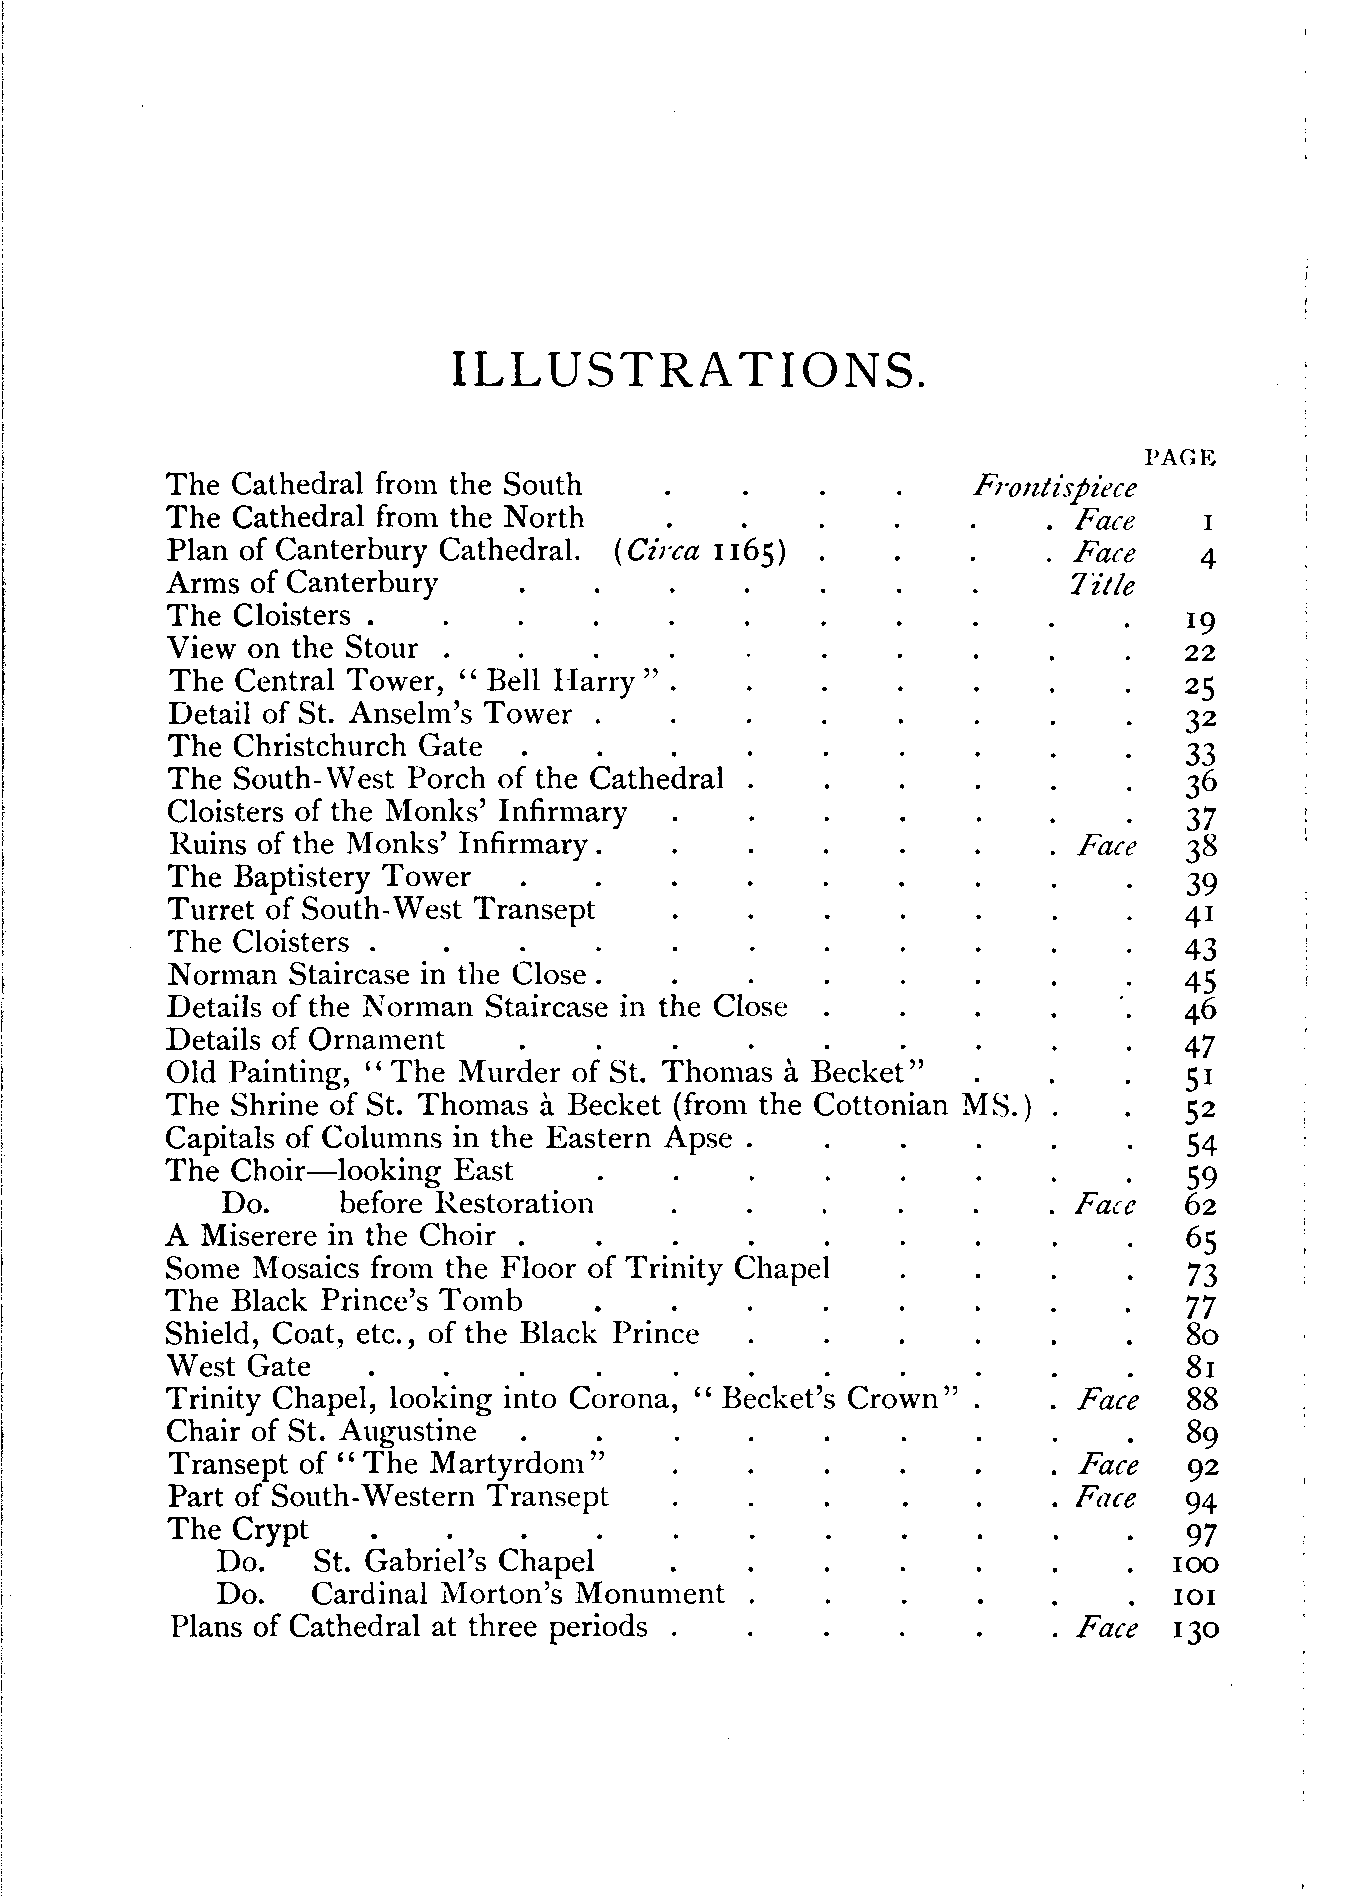 ILLUSTRATIONS.
PAGE
The Cathedral from the South . . . . Frontispiece
The Cathedral from the North . . . . . . Face 1
Plan of Canterbury Cathedral. (Circa 1165) . . . . Face 4
Arms of Canterbury . . . . . . . Title
The Cloisters . . . . . . . . . . . 19
View on the Stour . . . . . . . . . . 22
The Central Tower, “Bell Harry” . . . . . . . 25
Detail of St. Anselm's Tower . . . . . . . . 32
The Christchurch Gate . . . . . . . . . 33
The South-West Porch of the Cathedral . . . . . . 36
Cloisters of the Monks' Infirmary . . . . . . . 37
Ruins of the Monks' Infirmary . . . . . . . Face 38
The Baptistery Tower . . . . . . . . . 39
Turret of South-West Transept . . . . . . . 41
The Cloisters . . . . . . . . . . . 43
Norman Staircase in the Close . . . . . . . . 45
Details of the Norman Staircase in the Close . . . . . 46
Details of Ornament . . . . . . . . . 47
Old Painting, “The Murder of St. Thomas à Becket” . . . 51
The Shrine of St. Thomas à Becket (from the Cottonian MS.) . . 52
Capitals of Columns in the Eastern Apse . . . . . . 54
The Choir—looking East . . . . . . . . 59
Do. before Restoration . . . . . . Face 62
A Miserere in the Choir . . . . . . . . . 65
Some Mosaics from the Floor of Trinity Chapel . . . . 73
The Black Prince's Tomb . . . . . . . . 77
Shield, Coat, etc., of the Black Prince . . . . . . 80
West Gate . . . . . . . . . . . 81
Trinity Chapel, looking into Corona, “Becket's Crown” . . Face 88
Chair of St. Augustine . . . . . . . . . 89
Transept of “The Martyrdom” . . . . . . Face 92
Part of South-Western Transept . . . . . . Face 94
The Crypt . . . . . . . . . . . 97
Do. St. Gabriel's Chapel . . . . . . . 100
Do. Cardinal Morton's Monument . . . . . . 101
Plans of Cathedral at three periods . . . . . . Face 130